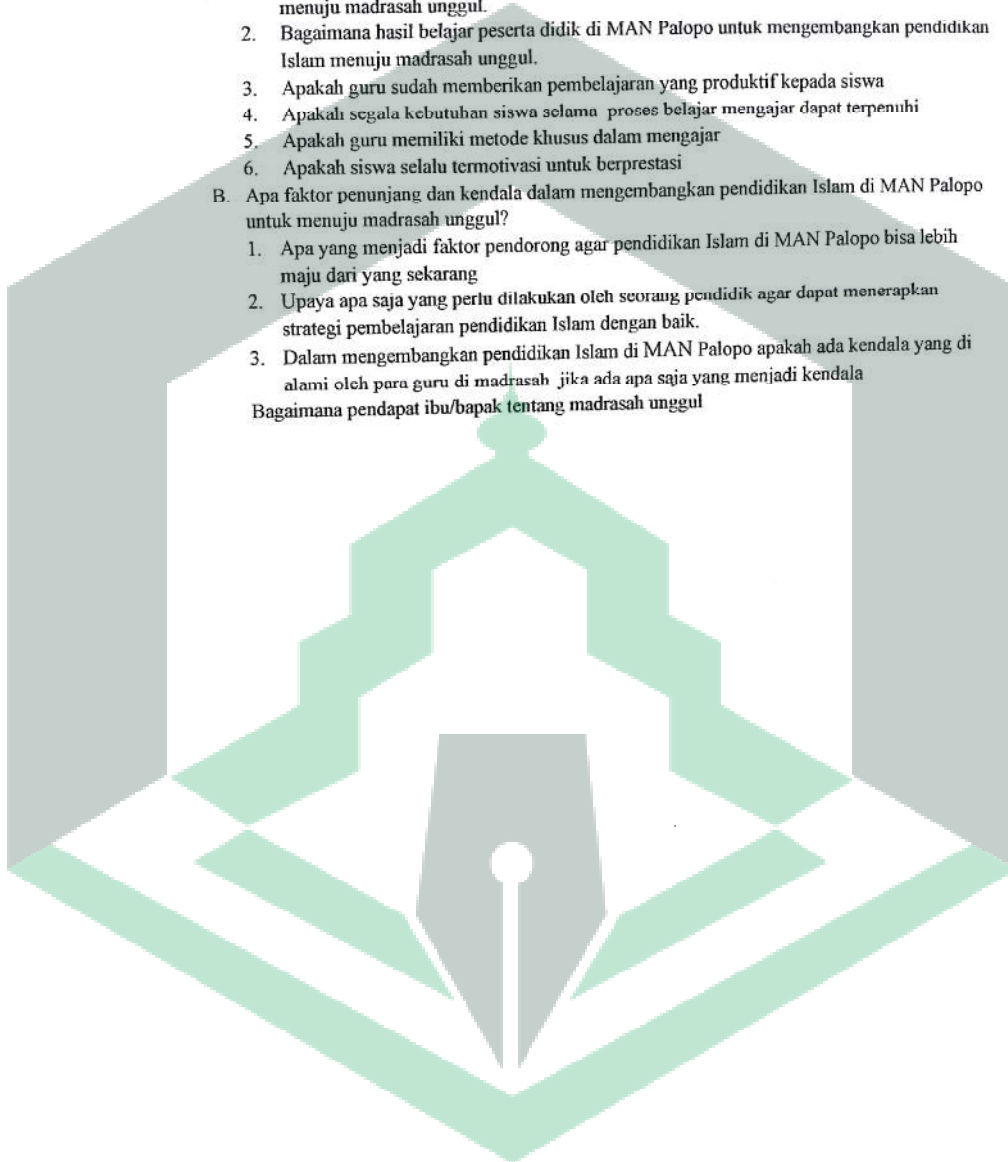 menuju madrasah unggul.
2. Bagaimana hasil belajar peserta didik di MAN Palopo untuk mengembangkan pendidikan
Islam menuju madrasah unggul.
3. Apakah guru sudah memberikan pembelajaran yang produktif kepada siswa
4. Apakah segala kebutuhan siswa selama proses belajar mengajar dapat terpenuhi
5. Apakah guru memiliki metode khusus dalam mengajar
6. Apakah siswa selalu termotivasi untuk berprestasi
B. Apa faktor penunjang dan kendala dalam mengembangkan pendidikan Islam di MAN Palopo
untuk menuju madrasah unggul?
1. Apa yang menjadi faktor pendorong agar pendidikan Islam di MAN Palopo bisa lebih
maju dari yang sekarang
2. Upaya apa saja yang perlu dilakukan oleh seorang pendidik agar dapat menerapkan
strategi pembelajaran pendidikan Islam dengan baik.
3. Dalam mengembangkan pendidikan Islam di MAN Palopo apakah ada kendala yang di
alami oleh para guru di madrasah jika ada apa saja yang menjadi kendala
Bagaimana pendapat ibu/bapak tentang madrasah unggul